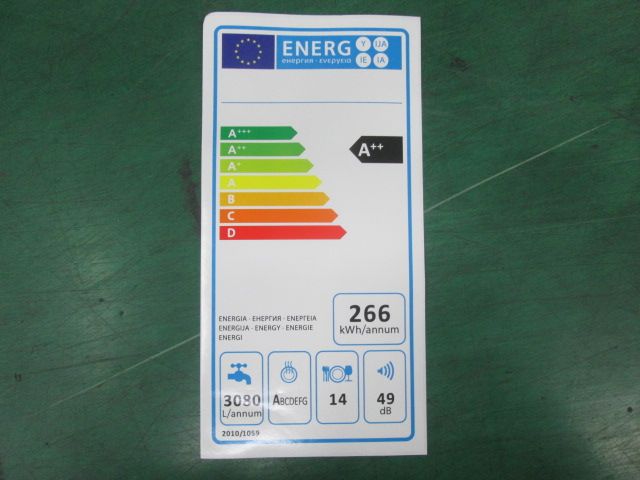 ENERG Y IJA
енергия · ενεργεια IE IA
A+++
A++
A++
A+
A
B
C
D
ENERGIA · ЕНЕРГИЯ · ΕΝΕΡΓΕΙΑ
ENERGIJA · ENERGY · ENERGIE
ENERGI
266
kWh/annum
3080
L/annum
ABCDEFG
14
49
dB
2010/1059